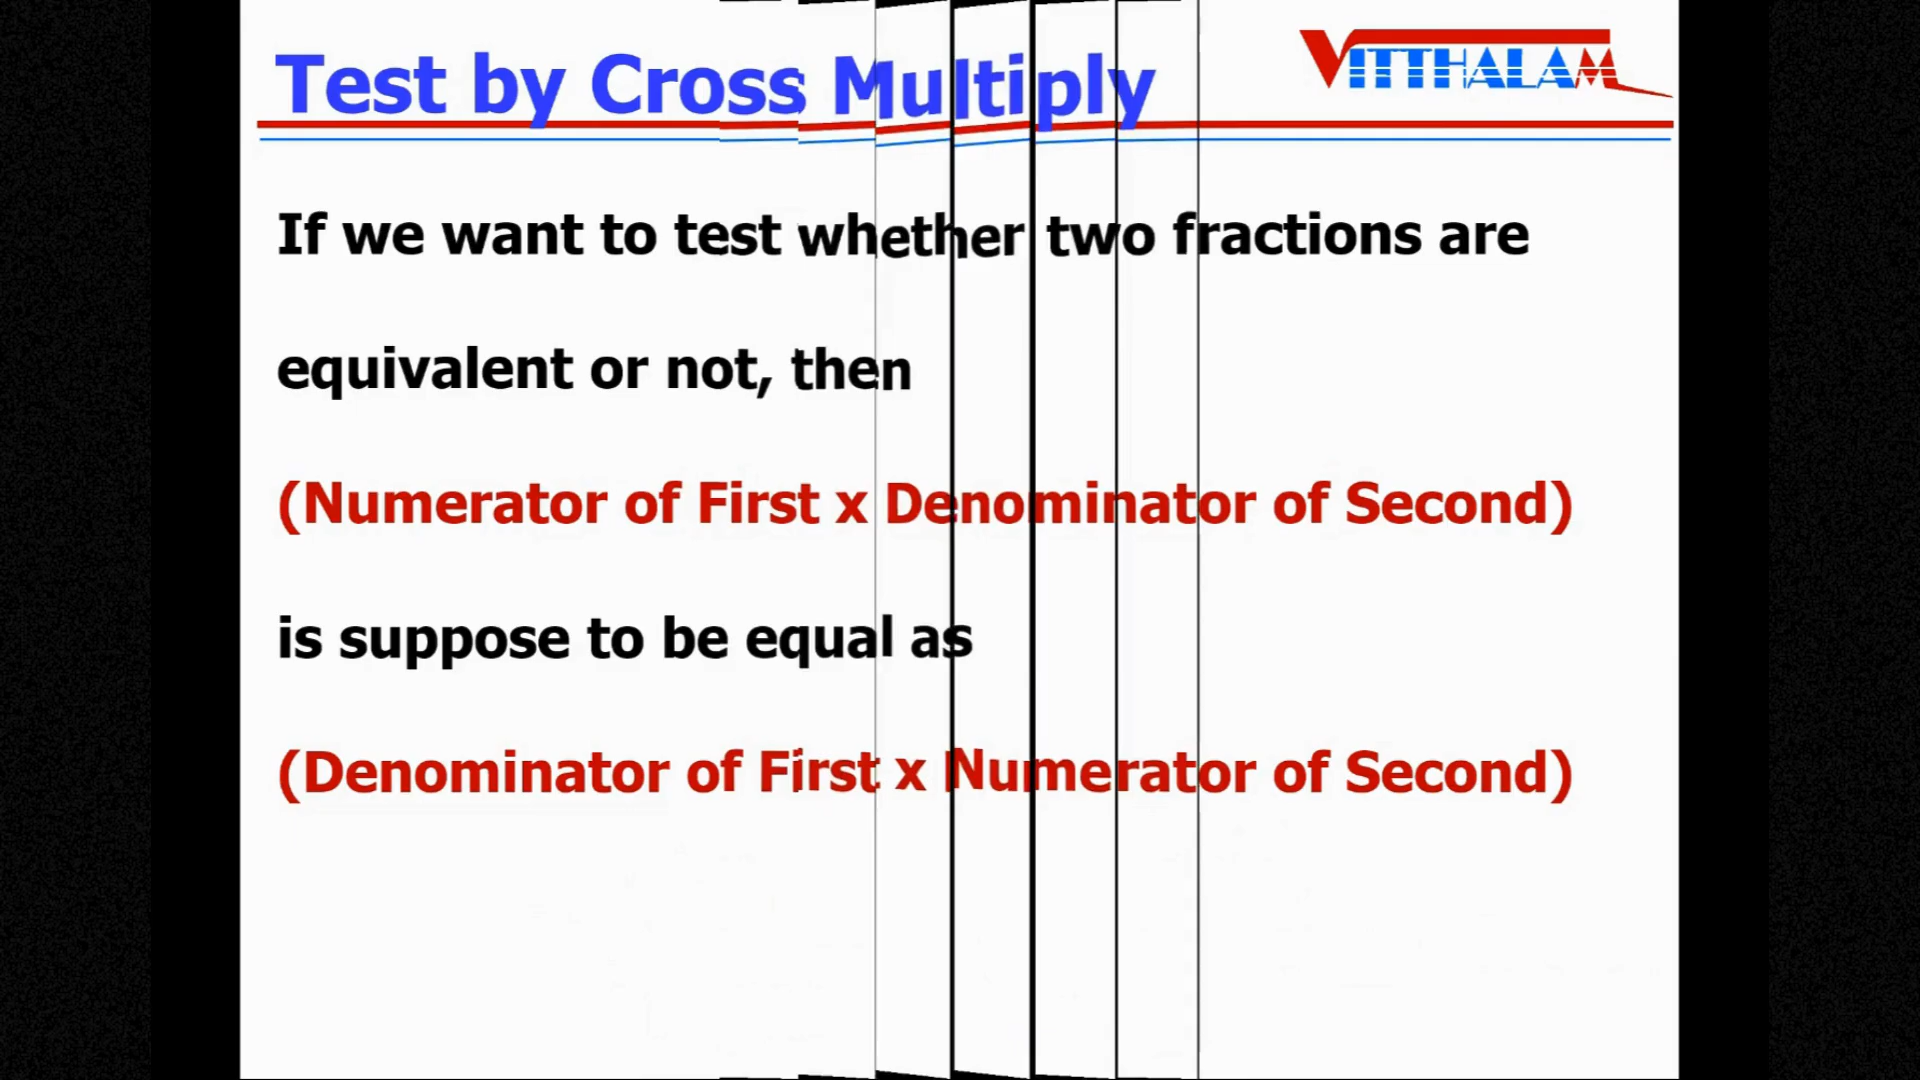 Test by Cross Multiply
VITTHALAM
If we want to test whether two fractions are
equivalent or not, then
(Numerator of First x Denominator of Second)
is suppose to be equal as
(Denominator of First x Numerator of Second)